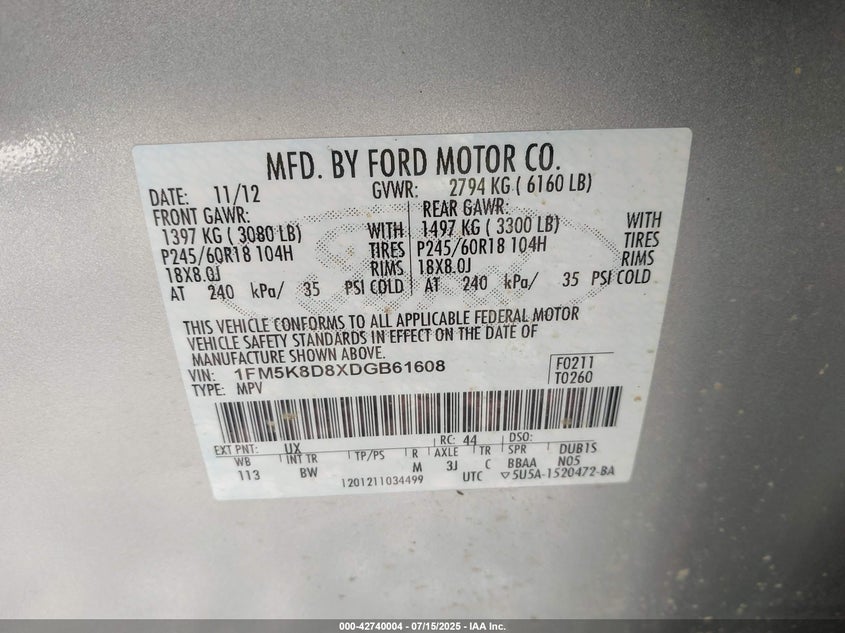 MFD. BY FORD MOTOR CO.
DATE: 11/12 GVWR: 2794 KG ( 6160 LB)
FRONT GAWR: REAR GAWR:
1397 KG ( 3080 LB) WITH 1497 KG ( 3300 LB) WITH
P245/60R18 104H TIRES P245/60R18 104H TIRES
18X8.0J RIMS 18X8.0J RIMS
AT 240 kPa/ 35 PSI COLD AT 240 kPa/ 35 PSI COLD
THIS VEHICLE CONFORMS TO ALL APPLICABLE FEDERAL MOTOR
VEHICLE SAFETY STANDARDS IN EFFECT ON THE DATE OF
MANUFACTURE SHOWN ABOVE.
VIN: 1FM5K8D8XDGB61608 F0211
TYPE: MPV T0260
EXT PNT: UX RC: 44 DSO:
WB INT TR TP/PS R AXLE TR SPR DUB1S
113 BW M 3J C BBAA N05
1201211034499 UTC ▽5U5A-1520472-BA
000-42740004 - 07/15/2025 - IAA Inc.